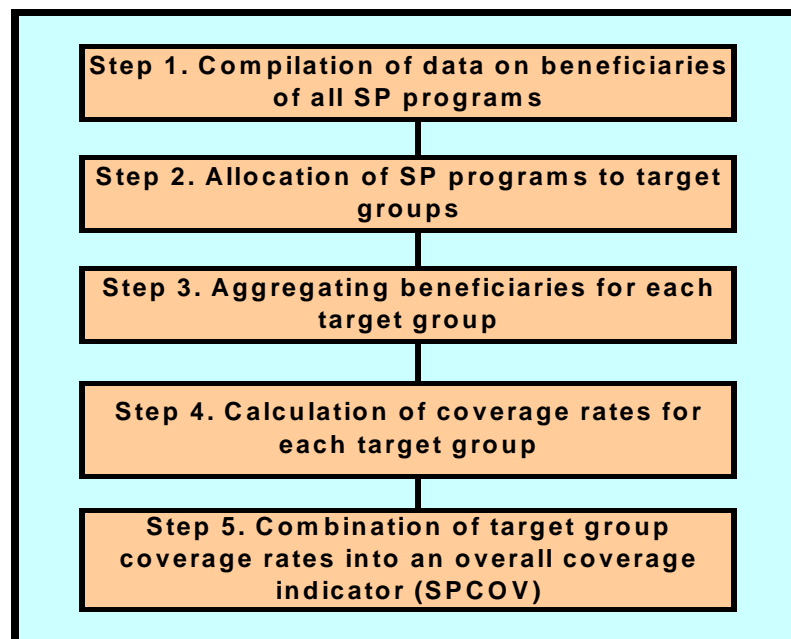 Step 1. Compilation of data on beneficiaries
of all SP programs
Step 2. Allocation of SP programs to target
groups
Step 3. Aggregating beneficiaries for each
target group
Step 4. Calculation of coverage rates for
each target group
Step 5. Combination of target group
coverage rates into an overall coverage
indicator (SPCOV)